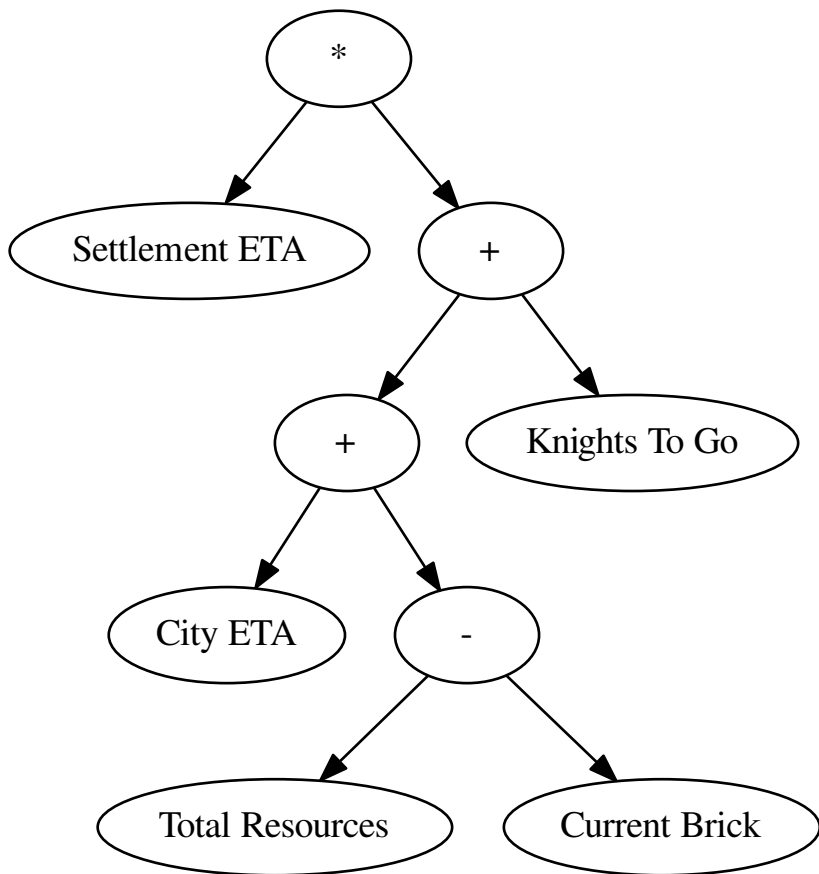 *
Settlement ETA
+
+
Knights To Go
City ETA
-
Total Resources
Current Brick